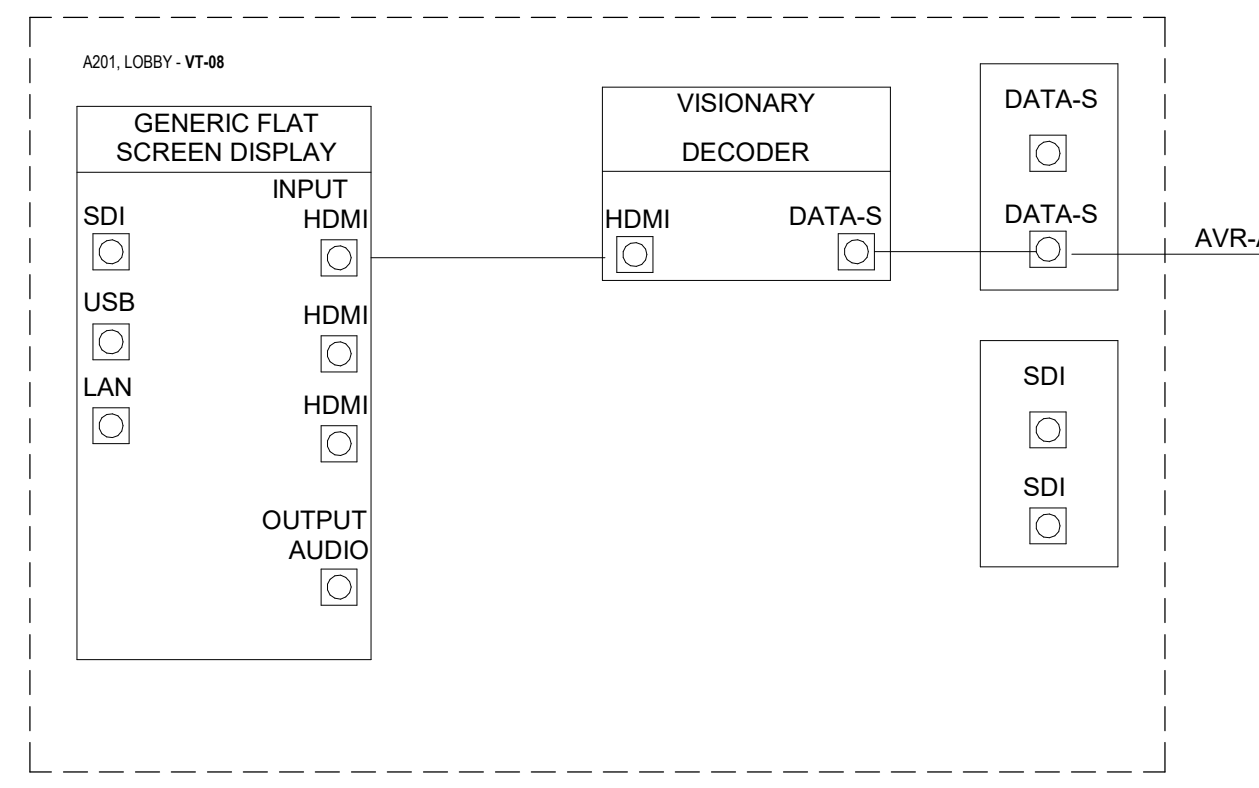 A201, LOBBY - VT-08
GENERIC FLAT
SCREEN DISPLAY
INPUT
SDI
HDMI
USB
HDMI
LAN
HDMI
OUTPUT
AUDIO
VISIONARY
DECODER
HDMI
DATA-S
DATA-S
DATA-S
SDI
SDI
AVR-A